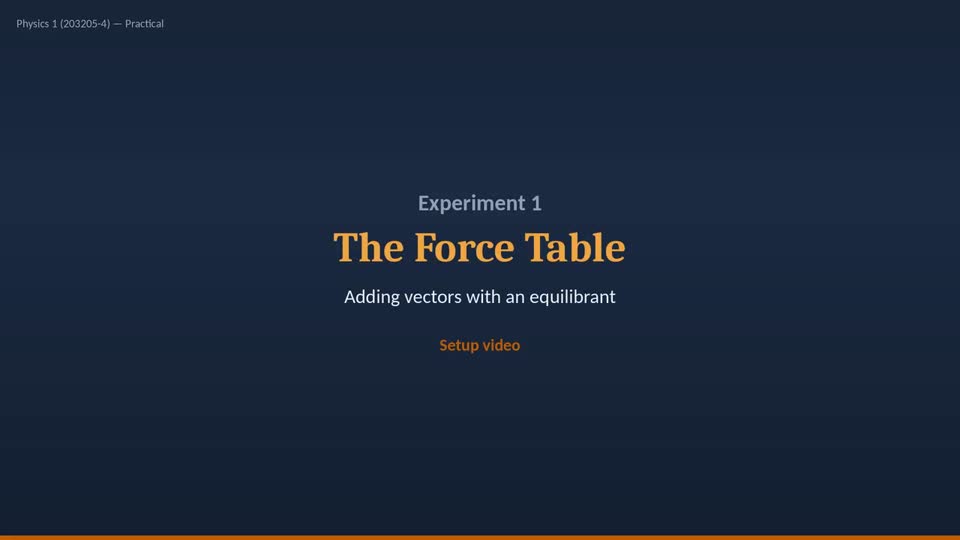 Physics 1 (203205-4) — Practical
Experiment 1
The Force Table
Adding vectors with an equilibrant
Setup video